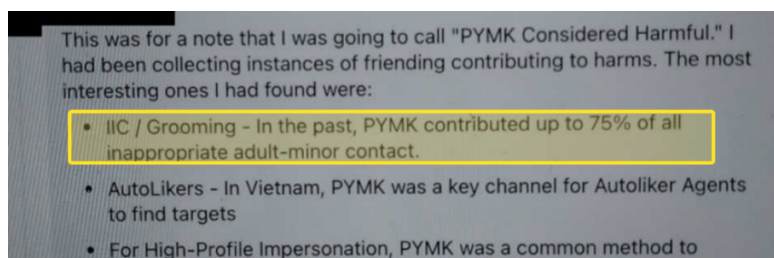 This was for a note that I was going to call "PYMK Considered Harmful." I
had been collecting instances of friending contributing to harms. The most
interesting ones I had found were:
• IIC / Grooming - In the past, PYMK contributed up to 75% of all
inappropriate adult-minor contact.
• AutoLikers - In Vietnam, PYMK was a key channel for Autoliker Agents
to find targets
• For High-Profile Impersonation, PYMK was a common method to